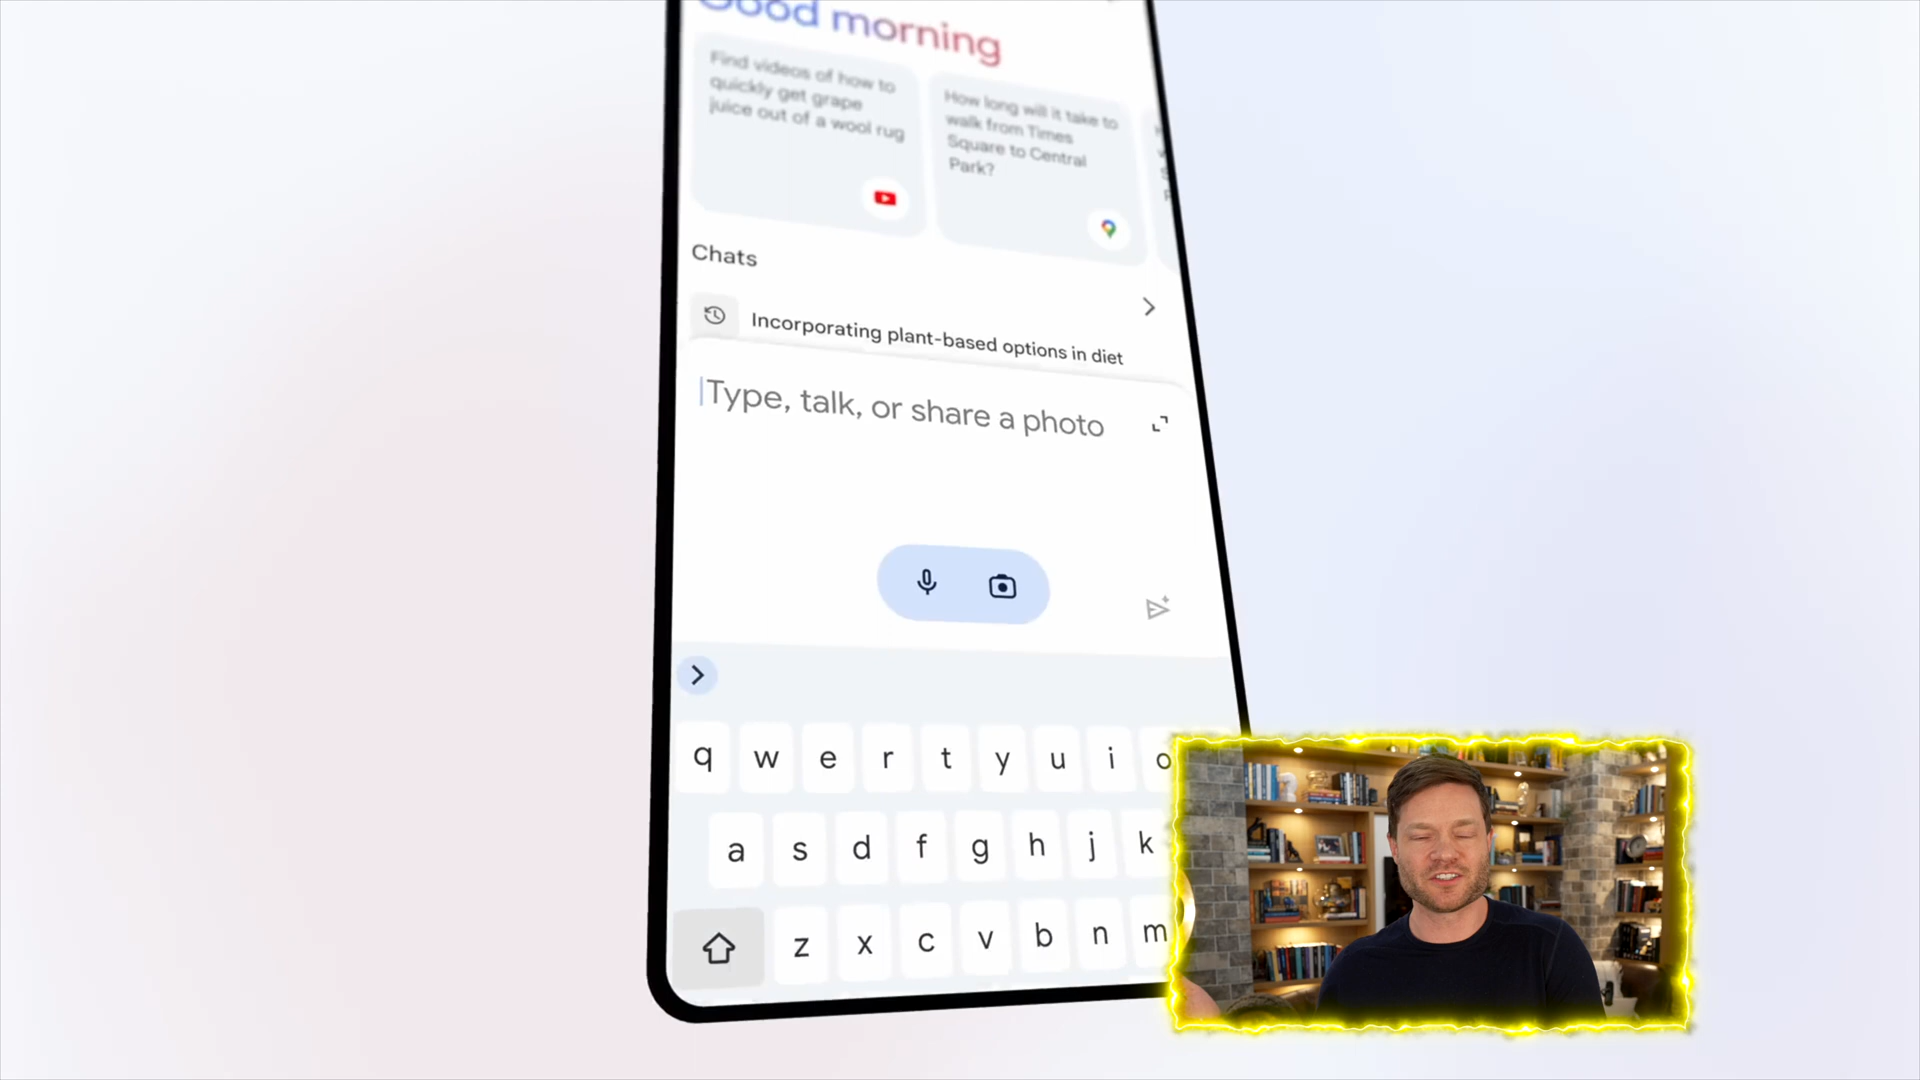 Good morning
Find videos of how to
quickly get grape
juice out of a wool rug
How long will it take to
walk from Times
Square to Central
Park?
Chats
Incorporating plant-based options in diet
Type, talk, or share a photo
q w e r t y u i o
a s d f g h j k
z x c v b n m